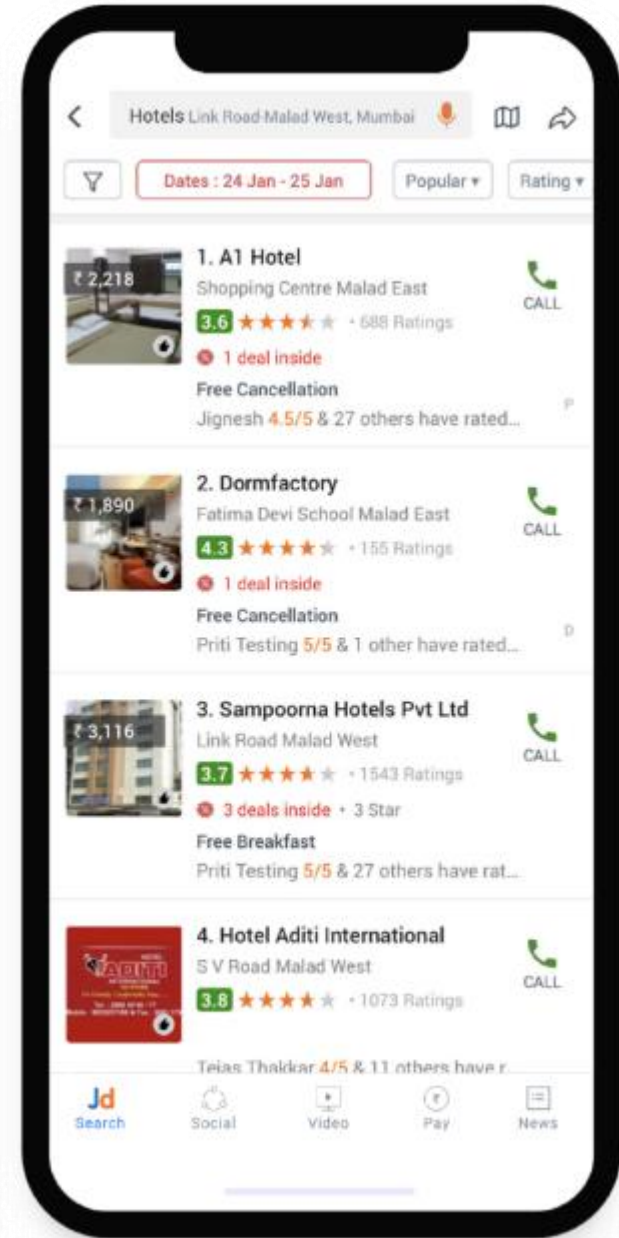 Hotels Link Road-Malad West, Mumbai
Dates : 24 Jan - 25 Jan
Popular ▾
Rating ▾
₹ 2,218
1. A1 Hotel
Shopping Centre Malad East
3.6 • 688 Ratings
1 deal inside
Free Cancellation
Jignesh 4.5/5 & 27 others have rated...
P
CALL
₹ 1,890
2. Dormfactory
Fatima Devi School Malad East
4.3 • 155 Ratings
1 deal inside
Free Cancellation
Priti Testing 5/5 & 1 other have rated...
D
CALL
₹ 3,116
3. Sampoorna Hotels Pvt Ltd
Link Road Malad West
3.7 • 1543 Ratings
3 deals inside • 3 Star
Free Breakfast
Priti Testing 5/5 & 27 others have rat...
CALL
HOTEL
ADITI
INTERNATIONAL
4. Hotel Aditi International
S V Road Malad West
3.8 • 1073 Ratings
Tejas Thakkar 4/5 & 11 others have r
CALL
Jd
Search
Social
Video
Pay
News